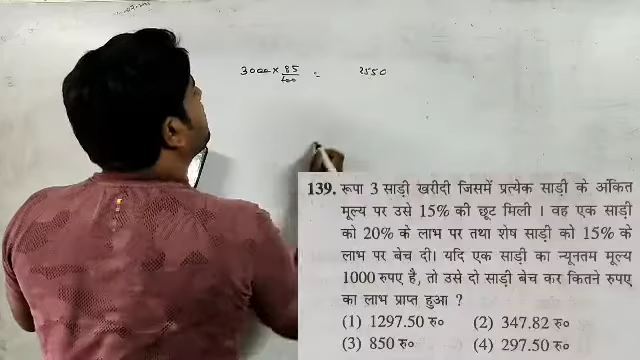 3000 × 85/100 = 2550
139. रूपा 3 साड़ी खरीदी जिसमें प्रत्येक साड़ी के अंकित
मूल्य पर उसे 15% की छूट मिली । वह एक साड़ी
को 20% के लाभ पर तथा शेष साड़ी को 15% के
लाभ पर बेच दी। यदि एक साड़ी का न्यूनतम मूल्य
1000 रुपए है, तो उसे दो साड़ी बेच कर कितने रुपए
का लाभ प्राप्त हुआ ?
(1) 1297.50 रु० (2) 347.82 रु०
(3) 850 रु० (4) 297.50 रु०